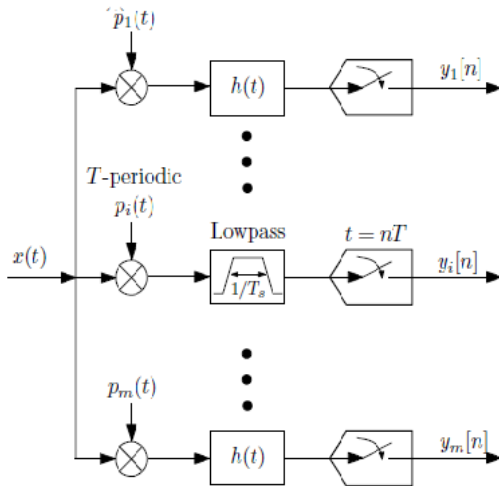 p₁(t)
h(t)
y₁[n]
T-periodic
pᵢ(t)
x(t)
Lowpass
1/Tₛ
t = nT
yᵢ[n]
pₘ(t)
h(t)
yₘ[n]